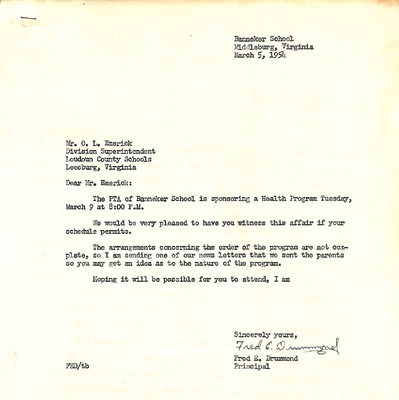 Banneker School
Middleburg, Virginia
March 5, 1954
Mr. O. L. Emerick
Division Superintendent
Loudoun County Schools
Leesburg, Virginia
Dear Mr. Emerick:
The PTA of Banneker School is sponsoring a Health Program Tuesday,
March 9 at 8:00 P.M.
We would be very pleased to have you witness this affair if your
schedule permits.
The arrangements concerning the order of the program are not com-
plete, so I am sending one of our news letters that we sent the parents
so you may get an idea as to the nature of the program.
Hoping it will be possible for you to attend, I am
Sincerely yours,
Fred E. Drummond
Fred E. Drummond
Principal
FED/tb